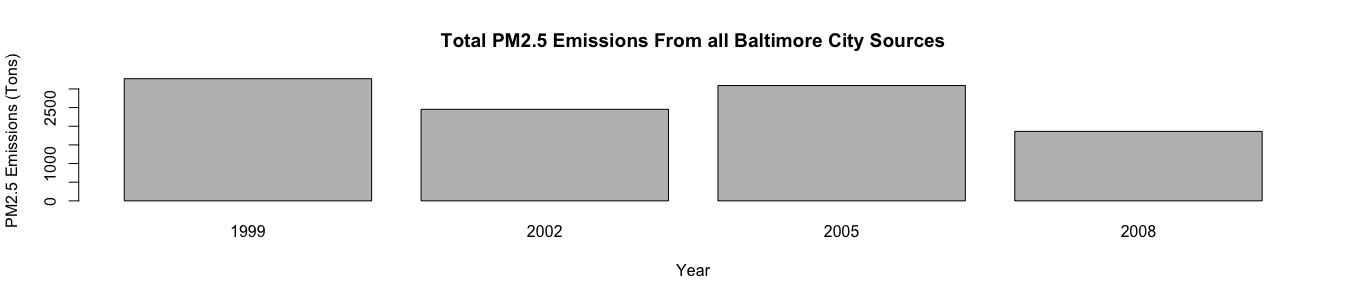 Total PM2.5 Emissions From all Baltimore City Sources
PM2.5 Emissions (Tons)
2500
1000
0
1999 2002 2005 2008
Year